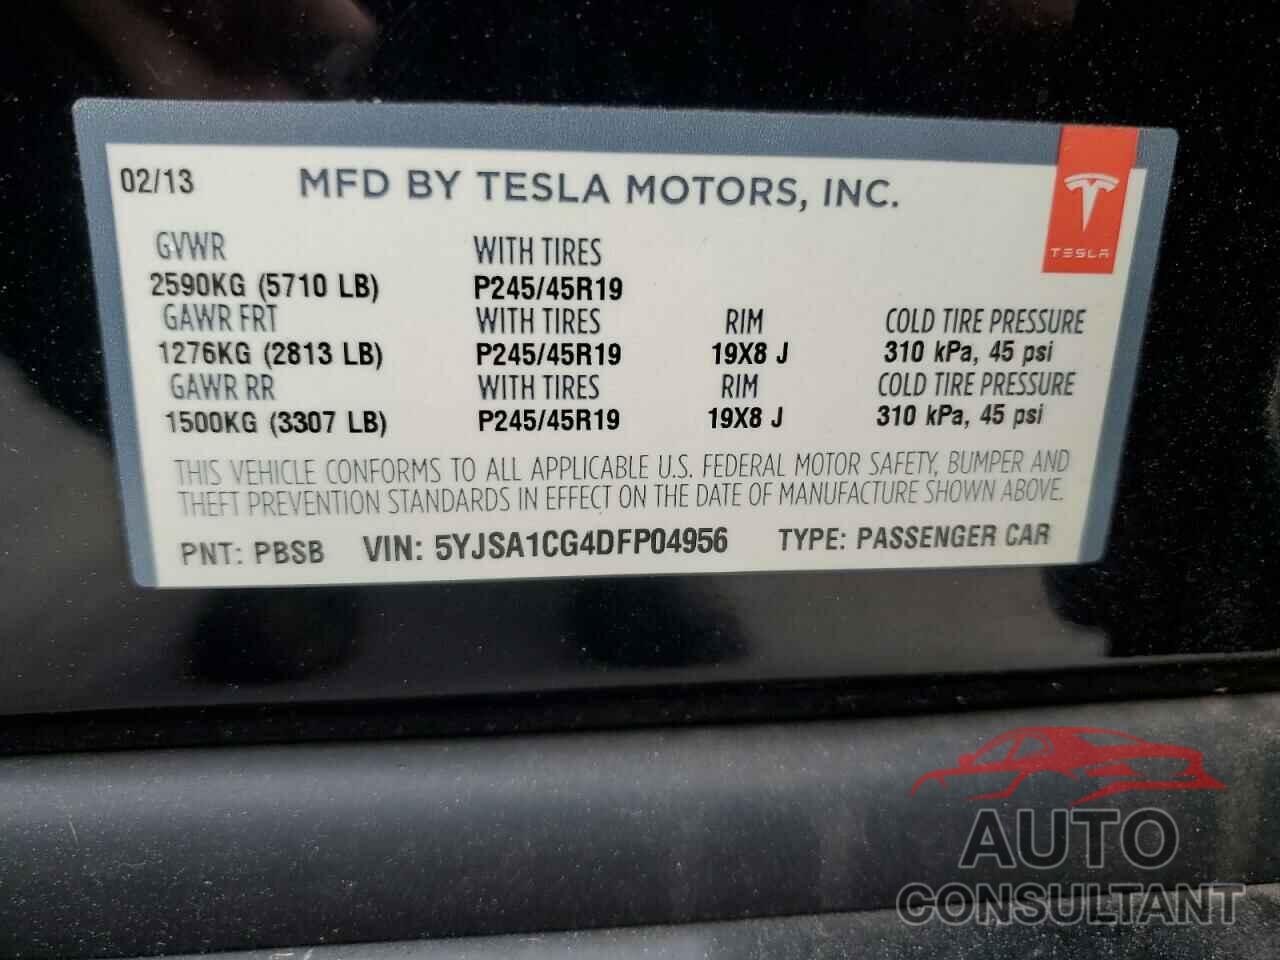 02/13 MFD BY TESLA MOTORS, INC.
TESLA
GVWR WITH TIRES
2590KG (5710 LB) P245/45R19
GAWR FRT WITH TIRES RIM COLD TIRE PRESSURE
1276KG (2813 LB) P245/45R19 19X8 J 310 kPa, 45 psi
GAWR RR WITH TIRES RIM COLD TIRE PRESSURE
1500KG (3307 LB) P245/45R19 19X8 J 310 kPa, 45 psi
THIS VEHICLE CONFORMS TO ALL APPLICABLE U.S. FEDERAL MOTOR SAFETY, BUMPER AND
THEFT PREVENTION STANDARDS IN EFFECT ON THE DATE OF MANUFACTURE SHOWN ABOVE.
PNT: PBSB VIN: 5YJSA1CG4DFP04956 TYPE: PASSENGER CAR
AUTO
CONSULTANT